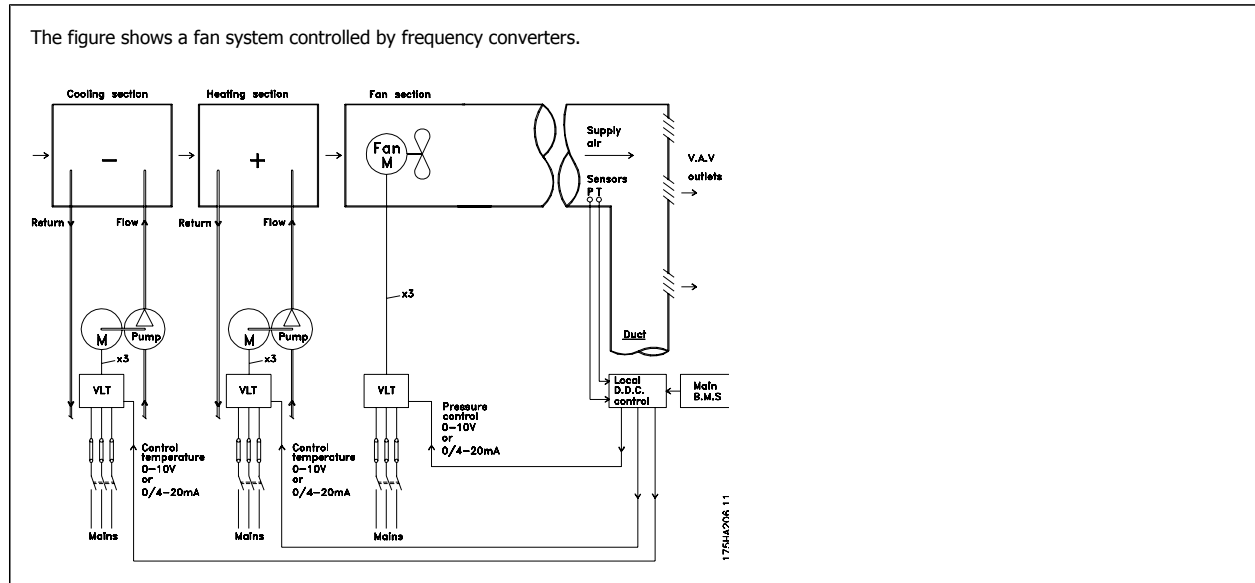 The figure shows a fan system controlled by frequency converters.
Cooling section
Heating section
Fan section
-
+
Fan
M
Supply
air
V.A.V
outlets
Sensors
P T
Return
Flow
Return
Flow
x3
M
Pump
M
Pump
Duct
x3
x3
VLT
VLT
VLT
Local
D.D.C.
control
Main
B.M.S
Pressure
control
0-10V
or
0/4-20mA
Control
temperature
0-10V
or
0/4-20mA
Control
temperature
0-10V
or
0/4-20mA
Mains
Mains
Mains
175HA206.11